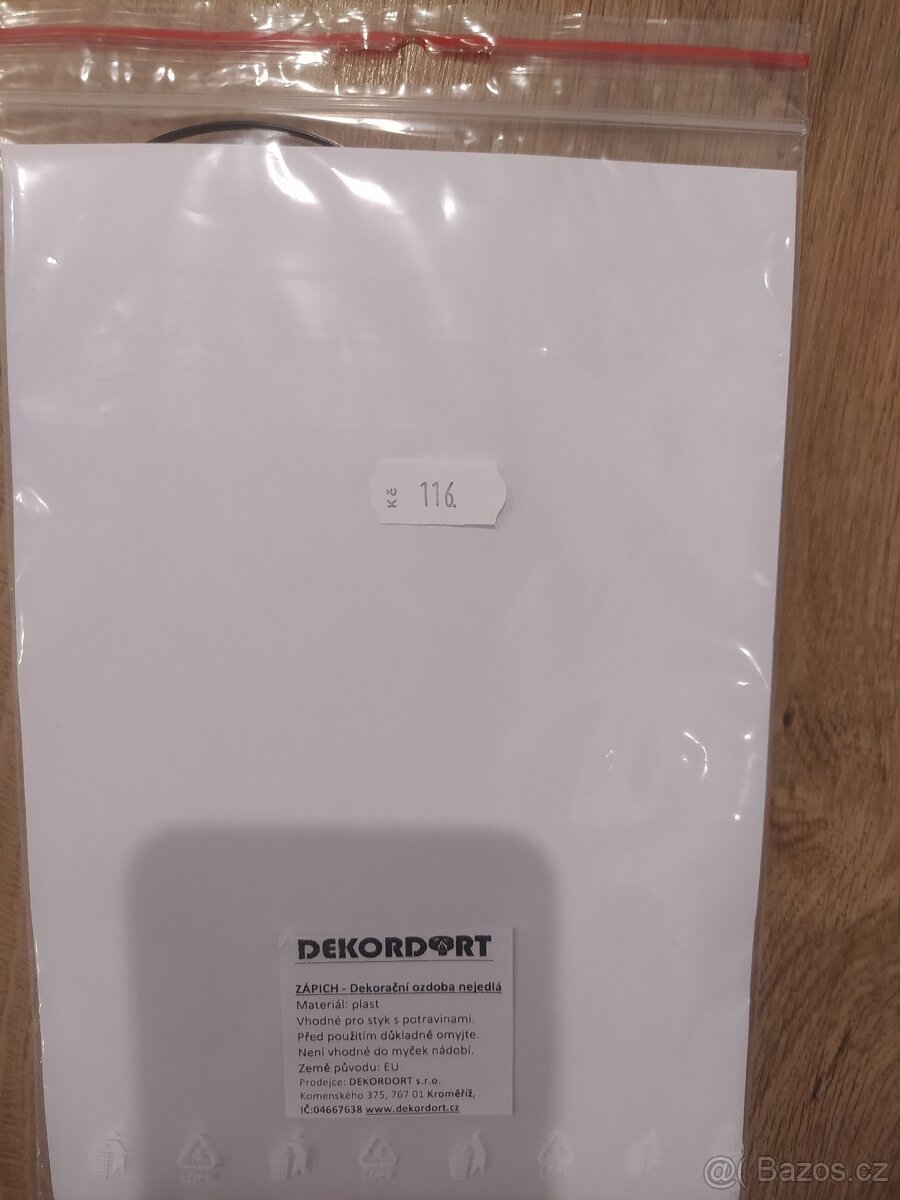 Kč 116.
DEKORDORT
ZÁPICH - Dekorační ozdoba nejedlá
Materiál: plast
Vhodné pro styk s potravinami.
Před použitím důkladně omyjte.
Není vhodné do myček nádobí.
Země původu: EU
Prodejce: DEKORDORT s.r.o.
Komenského 375, 767 01 Kroměříž,
IČ:04667638 www.dekordort.cz
LDPE LDPE
@( Bazos.cz